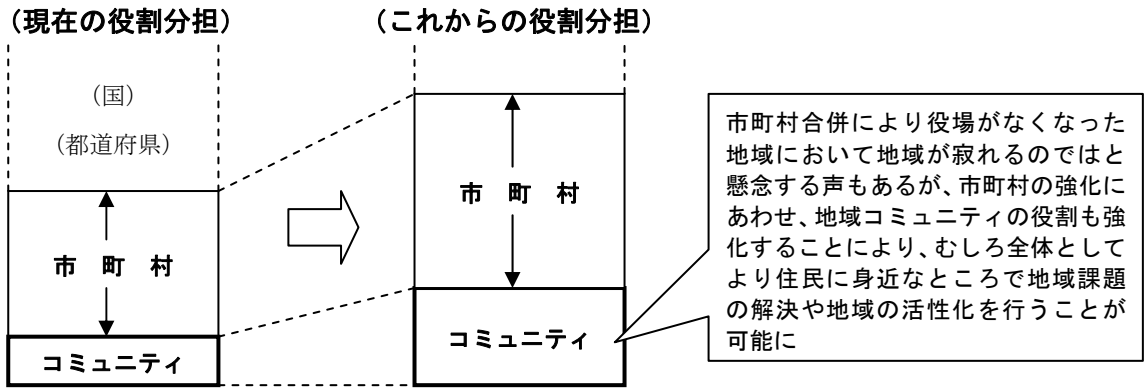 （現在の役割分担）
（これからの役割分担）
（国）
（都道府県）
市 町 村
コミュニティ
市 町 村
コミュニティ
市町村合併により役場がなくなった
地域において地域が寂れるのではと
懸念する声もあるが、市町村の強化に
あわせ、地域コミュニティの役割も強
化することにより、むしろ全体として
より住民に身近なところで地域課題
の解決や地域の活性化を行うことが
可能に